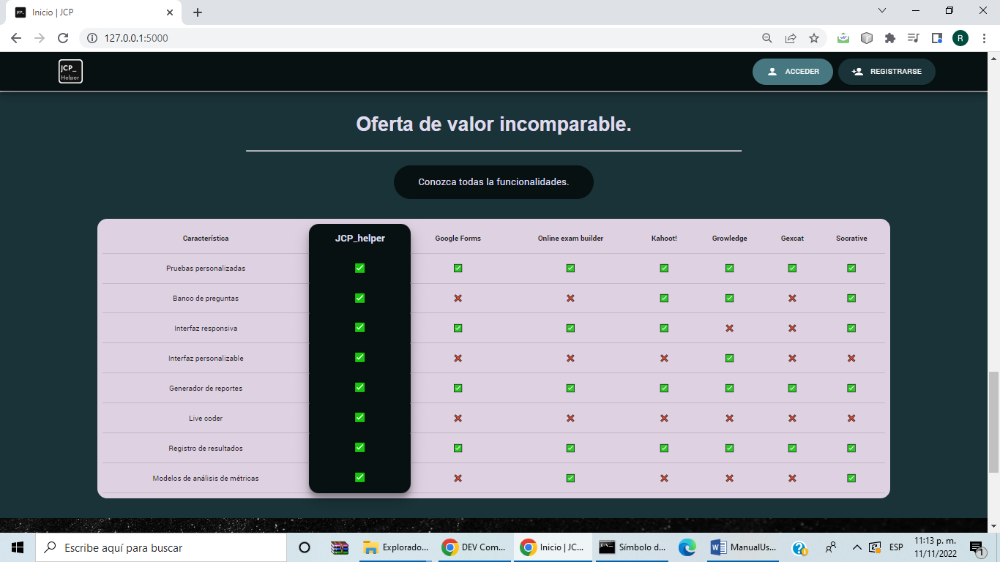 Inicio | JCP
127.0.0.1:5000
JCP_
Helper
ACCEDER
REGISTRARSE
Oferta de valor incomparable.
Conozca todas la funcionalidades.
Característica JCP_helper Google Forms Online exam builder Kahoot! Growledge Gexcat Socrative
Pruebas personalizadas
Banco de preguntas
Interfaz responsiva
Interfaz personalizable
Generador de reportes
Live coder
Registro de resultados
Modelos de análisis de métricas
Escribe aquí para buscar
Explorado...
DEV Com...
Inicio | JC...
Símbolo d...
ManualUs...
ESP
11:13 p. m.
11/11/2022
1